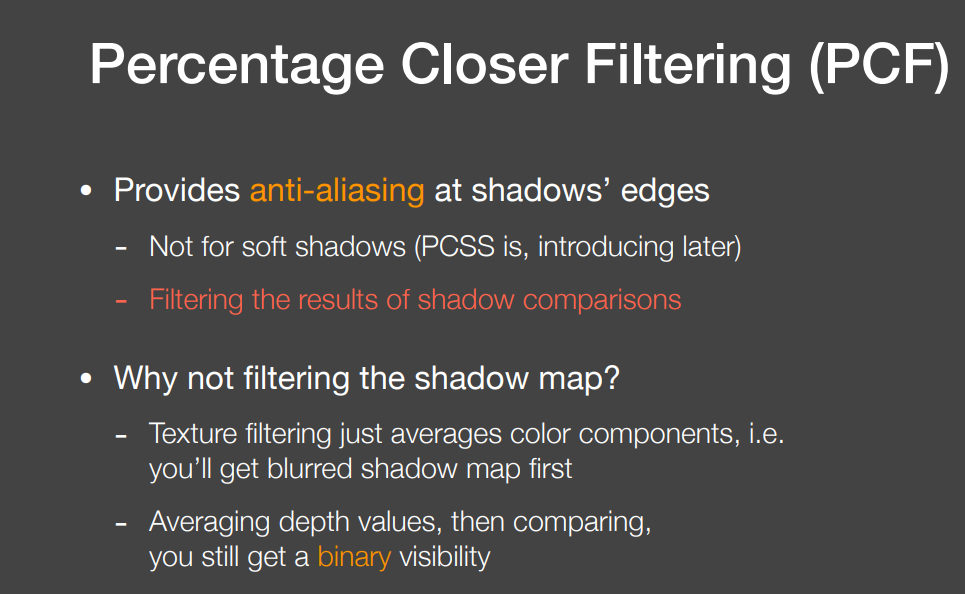 Percentage Closer Filtering (PCF)
• Provides anti-aliasing at shadows’ edges
- Not for soft shadows (PCSS is, introducing later)
- Filtering the results of shadow comparisons
• Why not filtering the shadow map?
- Texture filtering just averages color components, i.e.
you’ll get blurred shadow map first
- Averaging depth values, then comparing,
you still get a binary visibility